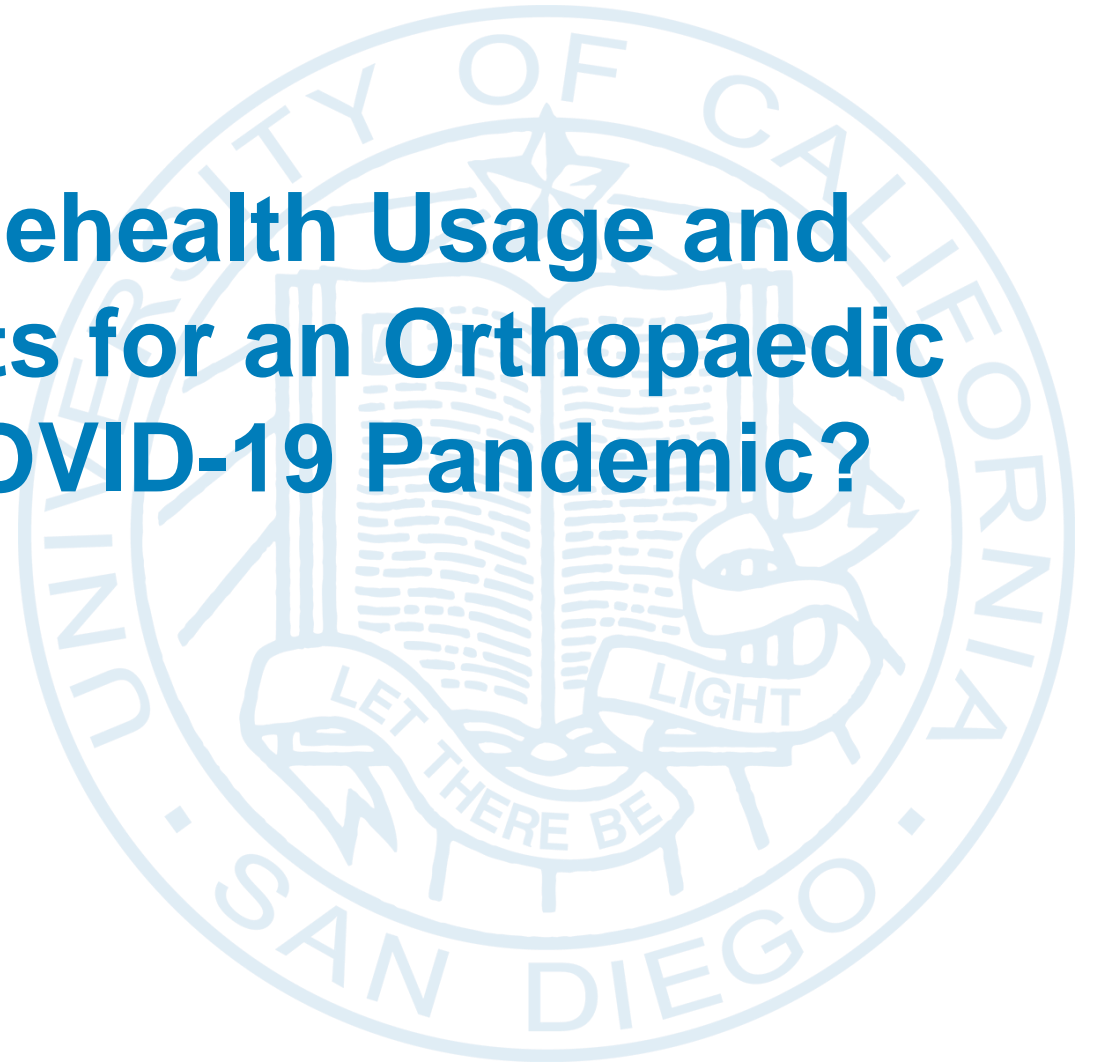 ehealth Usage and
ts for an Orthopaedic
OVID-19 Pandemic?
UNIVERSITY OF CALIFORNIA
LET THERE BE LIGHT
SAN DIEGO